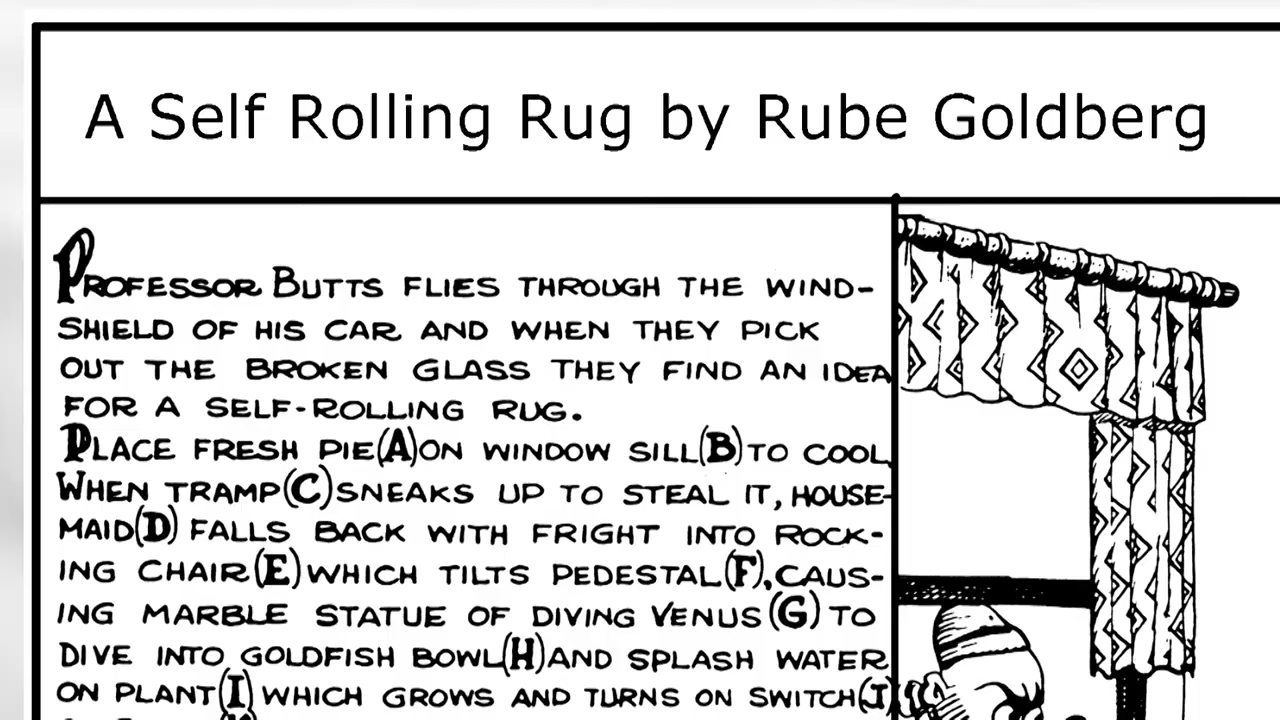 A Self Rolling Rug by Rube Goldberg
PROFESSOR BUTTS FLIES THROUGH THE WIND-
SHIELD OF HIS CAR AND WHEN THEY PICK
OUT THE BROKEN GLASS THEY FIND AN IDEA
FOR A SELF-ROLLING RUG.
PLACE FRESH PIE(A)ON WINDOW SILL(B)TO COOL
WHEN TRAMP(C)SNEAKS UP TO STEAL IT, HOUSE-
MAID(D) FALLS BACK WITH FRIGHT INTO ROCK-
ING CHAIR(E)WHICH TILTS PEDESTAL(F),CAUS-
ING MARBLE STATUE OF DIVING VENUS(G) TO
DIVE INTO GOLDFISH BOWL(H)AND SPLASH WATER
ON PLANT(I) WHICH GROWS AND TURNS ON SWITCH(J)